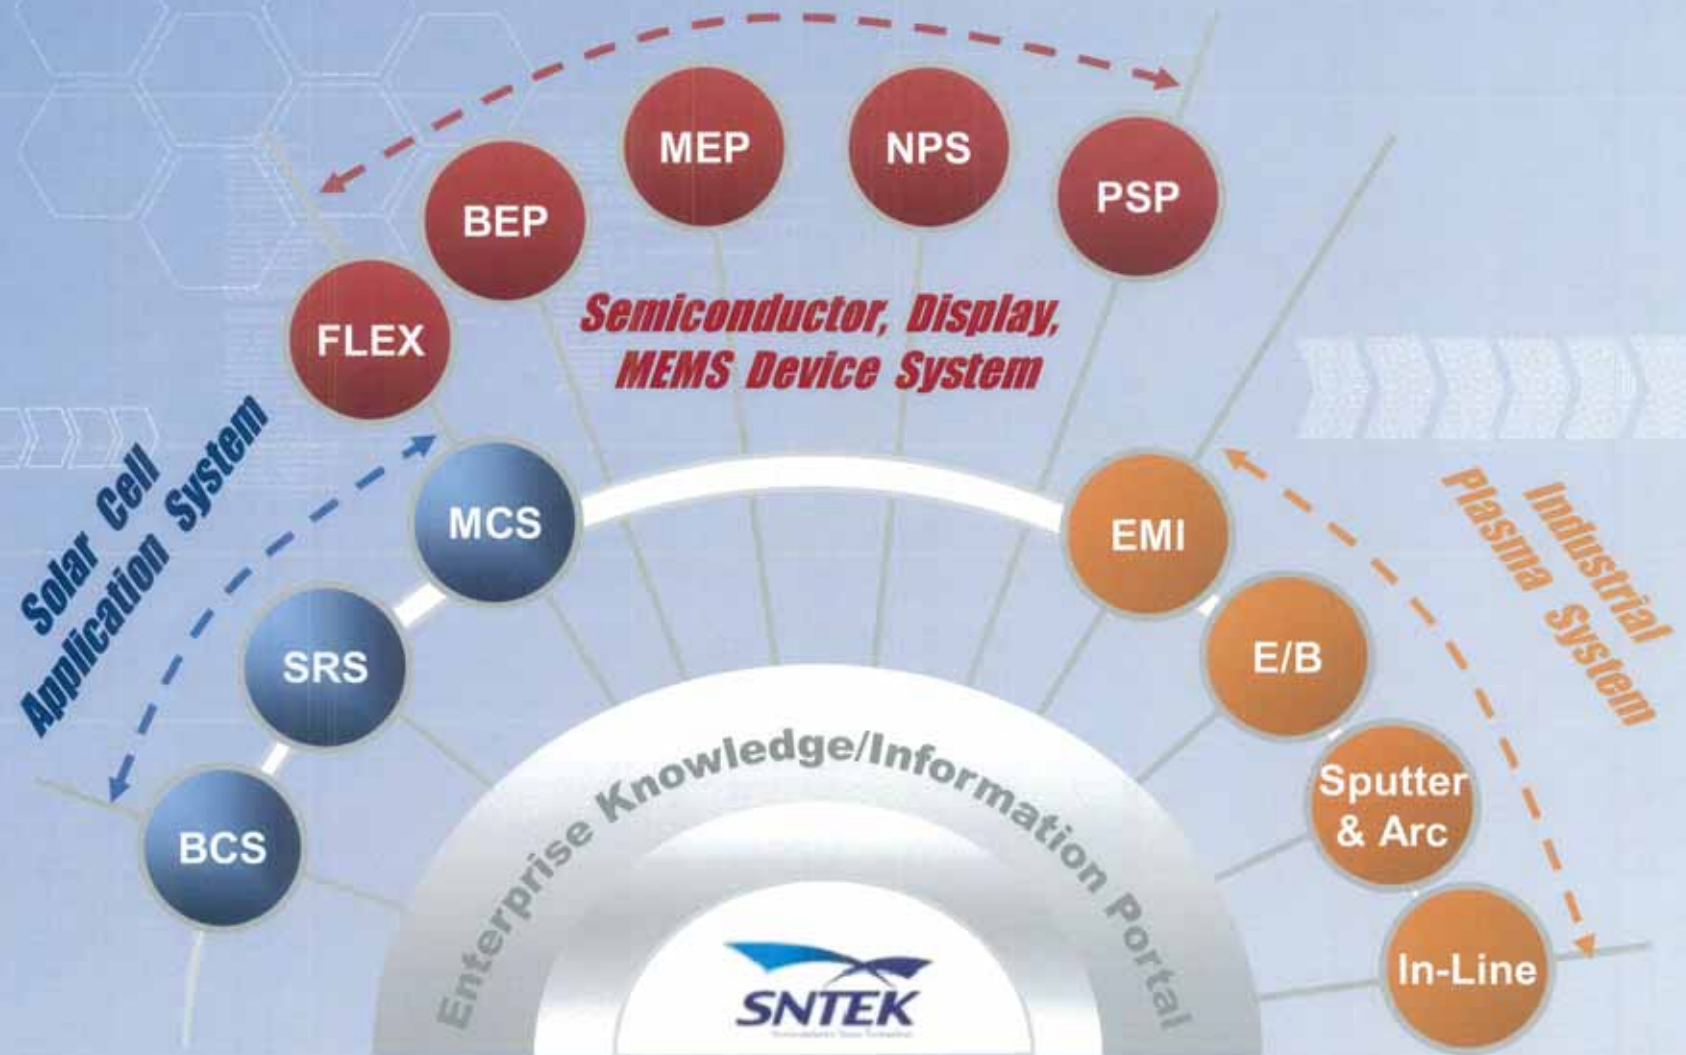 MEP
NPS
PSP
BEP
FLEX
Semiconductor, Display,
MEMS Device System
Solar Cell
Application System
MCS
SRS
BCS
EMI
E/B
Sputter
& Arc
In-Line
Industrial
Plasma System
Enterprise Knowledge/Information Portal
SNTEK